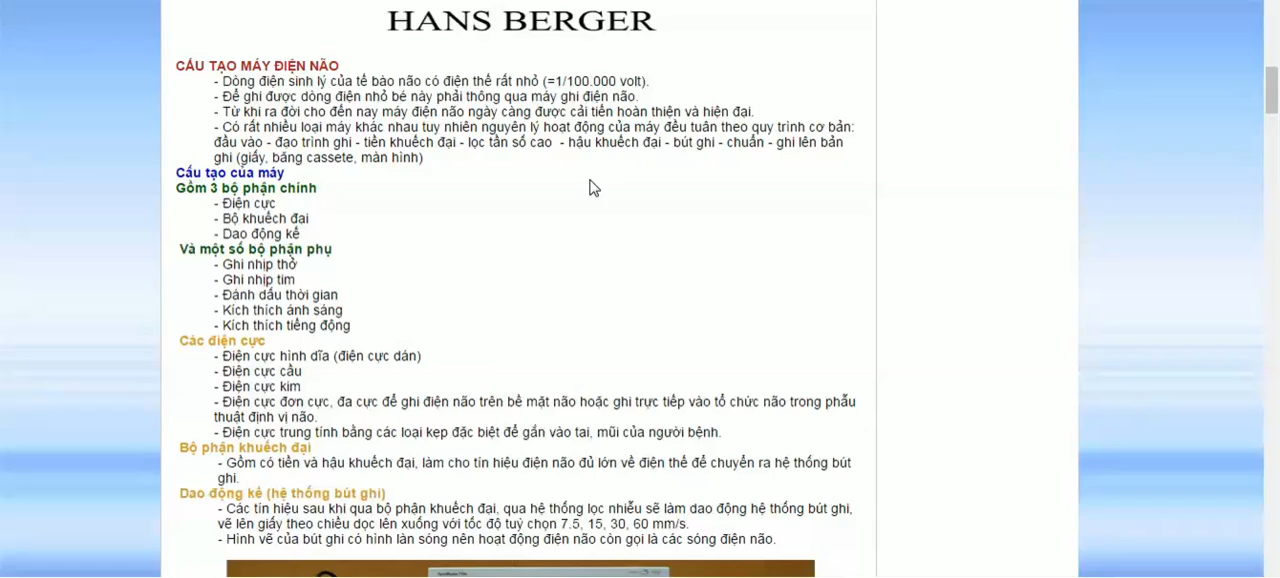 HANS BERGER
CẤU TẠO MÁY ĐIỆN NÃO
- Dòng điện sinh lý của tế bào não có điện thế rất nhỏ (=1/100.000 volt).
- Để ghi được dòng điện nhỏ bé này phải thông qua máy ghi điện não.
- Từ khi ra đời cho đến nay máy điện não ngày càng được cải tiến hoàn thiện và hiện đại.
- Có rất nhiều loại máy khác nhau tuy nhiên nguyên lý hoạt động của máy đều tuân theo quy trình cơ bản:
đầu vào - đạo trình ghi - tiền khuếch đại - lọc tần số cao - hậu khuếch đại - bút ghi - chuẩn - ghi lên bản
ghi (giấy, băng cassete, màn hình)
Cấu tạo của máy
Gồm 3 bộ phận chính
- Điện cực
- Bộ khuếch đại
- Dao động kế
Và một số bộ phận phụ
- Ghi nhịp thở
- Ghi nhịp tim
- Đánh dấu thời gian
- Kích thích ánh sáng
- Kích thích tiếng động
Các điện cực
- Điện cực hình dĩa (điện cực dán)
- Điện cực cầu
- Điện cực kim
- Điện cực đơn cực, đa cực để ghi điện não trên bề mặt não hoặc ghi trực tiếp vào tổ chức não trong phẫu
thuật định vị não.
- Điện cực trung tính bằng các loại kẹp đặc biệt để gắn vào tai, mũi của người bệnh.
Bộ phận khuếch đại
- Gồm có tiền và hậu khuếch đại, làm cho tín hiệu điện não đủ lớn về điện thế để chuyển ra hệ thống bút
ghi.
Dao động kế (hệ thống bút ghi)
- Các tín hiệu sau khi qua bộ phận khuếch đại, qua hệ thống lọc nhiễu sẽ làm dao động hệ thống bút ghi,
vẽ lên giấy theo chiều dọc lên xuống với tốc độ tuỳ chọn 7.5, 15, 30, 60 mm/s.
- Hình vẽ của bút ghi có hình làn sóng nên hoạt động điện não còn gọi là các sóng điện não.